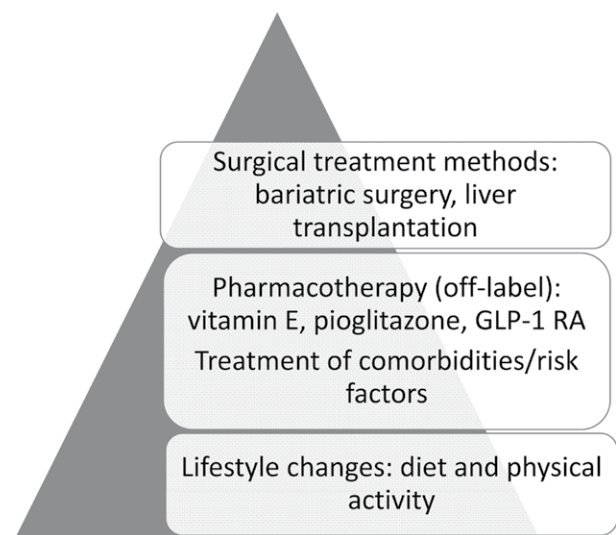 Surgical treatment methods:
bariatric surgery, liver
transplantation
Pharmacotherapy (off-label):
vitamin E, pioglitazone, GLP-1 RA
Treatment of comorbidities/risk
factors
Lifestyle changes: diet and physical
activity